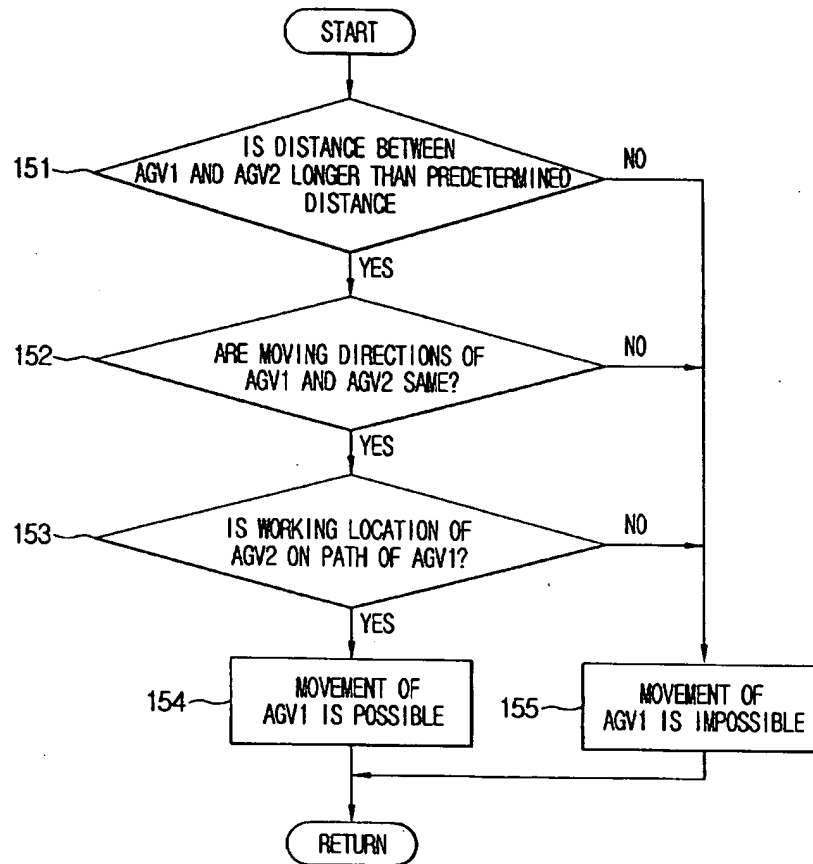 START
151
IS DISTANCE BETWEEN
AGV1 AND AGV2 LONGER THAN PREDETERMINED
DISTANCE
NO
YES
152
ARE MOVING DIRECTIONS OF
AGV1 AND AGV2 SAME?
NO
YES
153
IS WORKING LOCATION OF
AGV2 ON PATH OF AGV1?
NO
YES
154
MOVEMENT OF
AGV1 IS POSSIBLE
155
MOVEMENT OF
AGV1 IS IMPOSSIBLE
RETURN